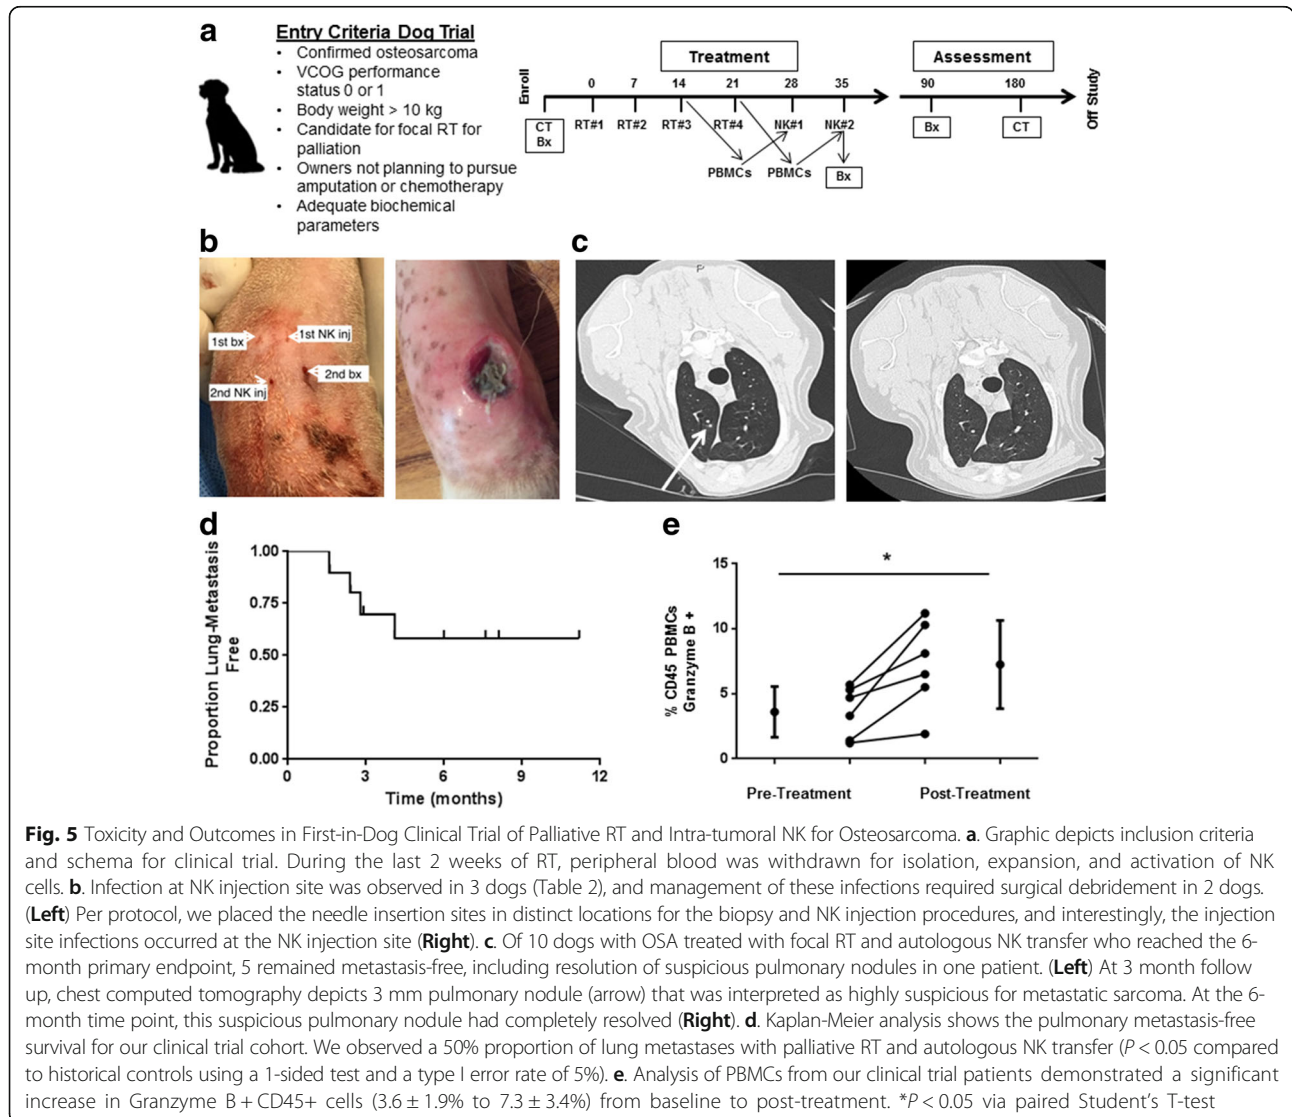 a
Entry Criteria Dog Trial
• Confirmed osteosarcoma
• VCOG performance
status 0 or 1
• Body weight > 10 kg
• Candidate for focal RT for
palliation
• Owners not planning to pursue
amputation or chemotherapy
• Adequate biochemical
parameters
Enroll
Treatment
Assessment
0 7 14 21 28 35 90 180
CT
Bx
RT#1 RT#2 RT#3 RT#4 NK#1 NK#2
Bx
CT
PBMCs PBMCs
Bx
Off Study
b
1st bx
1st NK inj
2nd NK inj
2nd bx
c
P
d
Proportion Lung-Metastasis
Free
1.00
0.75
0.50
0.25
0.00
0 3 6 9 12
Time (months)
e
% CD45 PBMCs
Granzyme B +
15
10
5
0
*
Pre-Treatment Post-Treatment
Fig. 5 Toxicity and Outcomes in First-in-Dog Clinical Trial of Palliative RT and Intra-tumoral NK for Osteosarcoma. a. Graphic depicts inclusion criteria
and schema for clinical trial. During the last 2 weeks of RT, peripheral blood was withdrawn for isolation, expansion, and activation of NK
cells. b. Infection at NK injection site was observed in 3 dogs (Table 2), and management of these infections required surgical debridement in 2 dogs.
(Left) Per protocol, we placed the needle insertion sites in distinct locations for the biopsy and NK injection procedures, and interestingly, the injection
site infections occurred at the NK injection site (Right). c. Of 10 dogs with OSA treated with focal RT and autologous NK transfer who reached the 6-
month primary endpoint, 5 remained metastasis-free, including resolution of suspicious pulmonary nodules in one patient. (Left) At 3 month follow
up, chest computed tomography depicts 3 mm pulmonary nodule (arrow) that was interpreted as highly suspicious for metastatic sarcoma. At the 6-
month time point, this suspicious pulmonary nodule had completely resolved (Right). d. Kaplan-Meier analysis shows the pulmonary metastasis-free
survival for our clinical trial cohort. We observed a 50% proportion of lung metastases with palliative RT and autologous NK transfer (P < 0.05 compared
to historical controls using a 1-sided test and a type I error rate of 5%). e. Analysis of PBMCs from our clinical trial patients demonstrated a significant
increase in Granzyme B + CD45+ cells (3.6 ± 1.9% to 7.3 ± 3.4%) from baseline to post-treatment. *P < 0.05 via paired Student's T-test